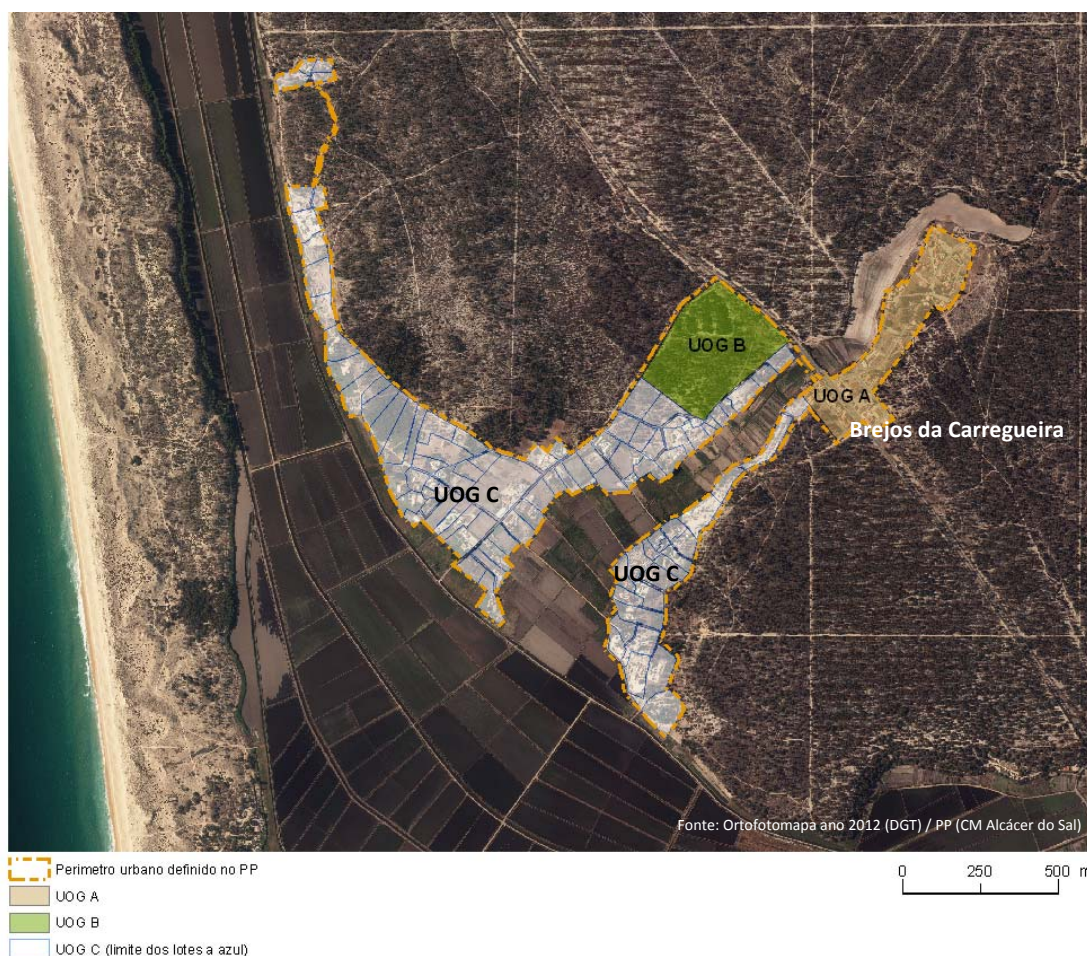 UOG B
UOG A
Brejos da Carregueira
UOG C
UOG C
Fonte: Ortofotomapa ano 2012 (DGT) / PP (CM Alcácer do Sal)
Perimetro urbano definido no PP
0 250 500 m
UOG A
UOG B
UOG C (limite dos lotes a azul)